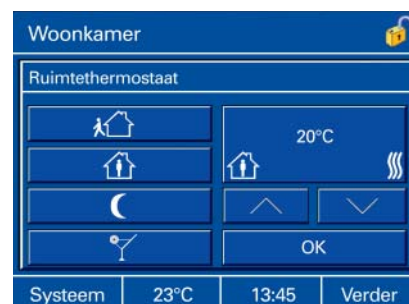 Woonkamer
Ruimtethermostaat
20°C
OK
Systeem 23°C 13:45 Verder